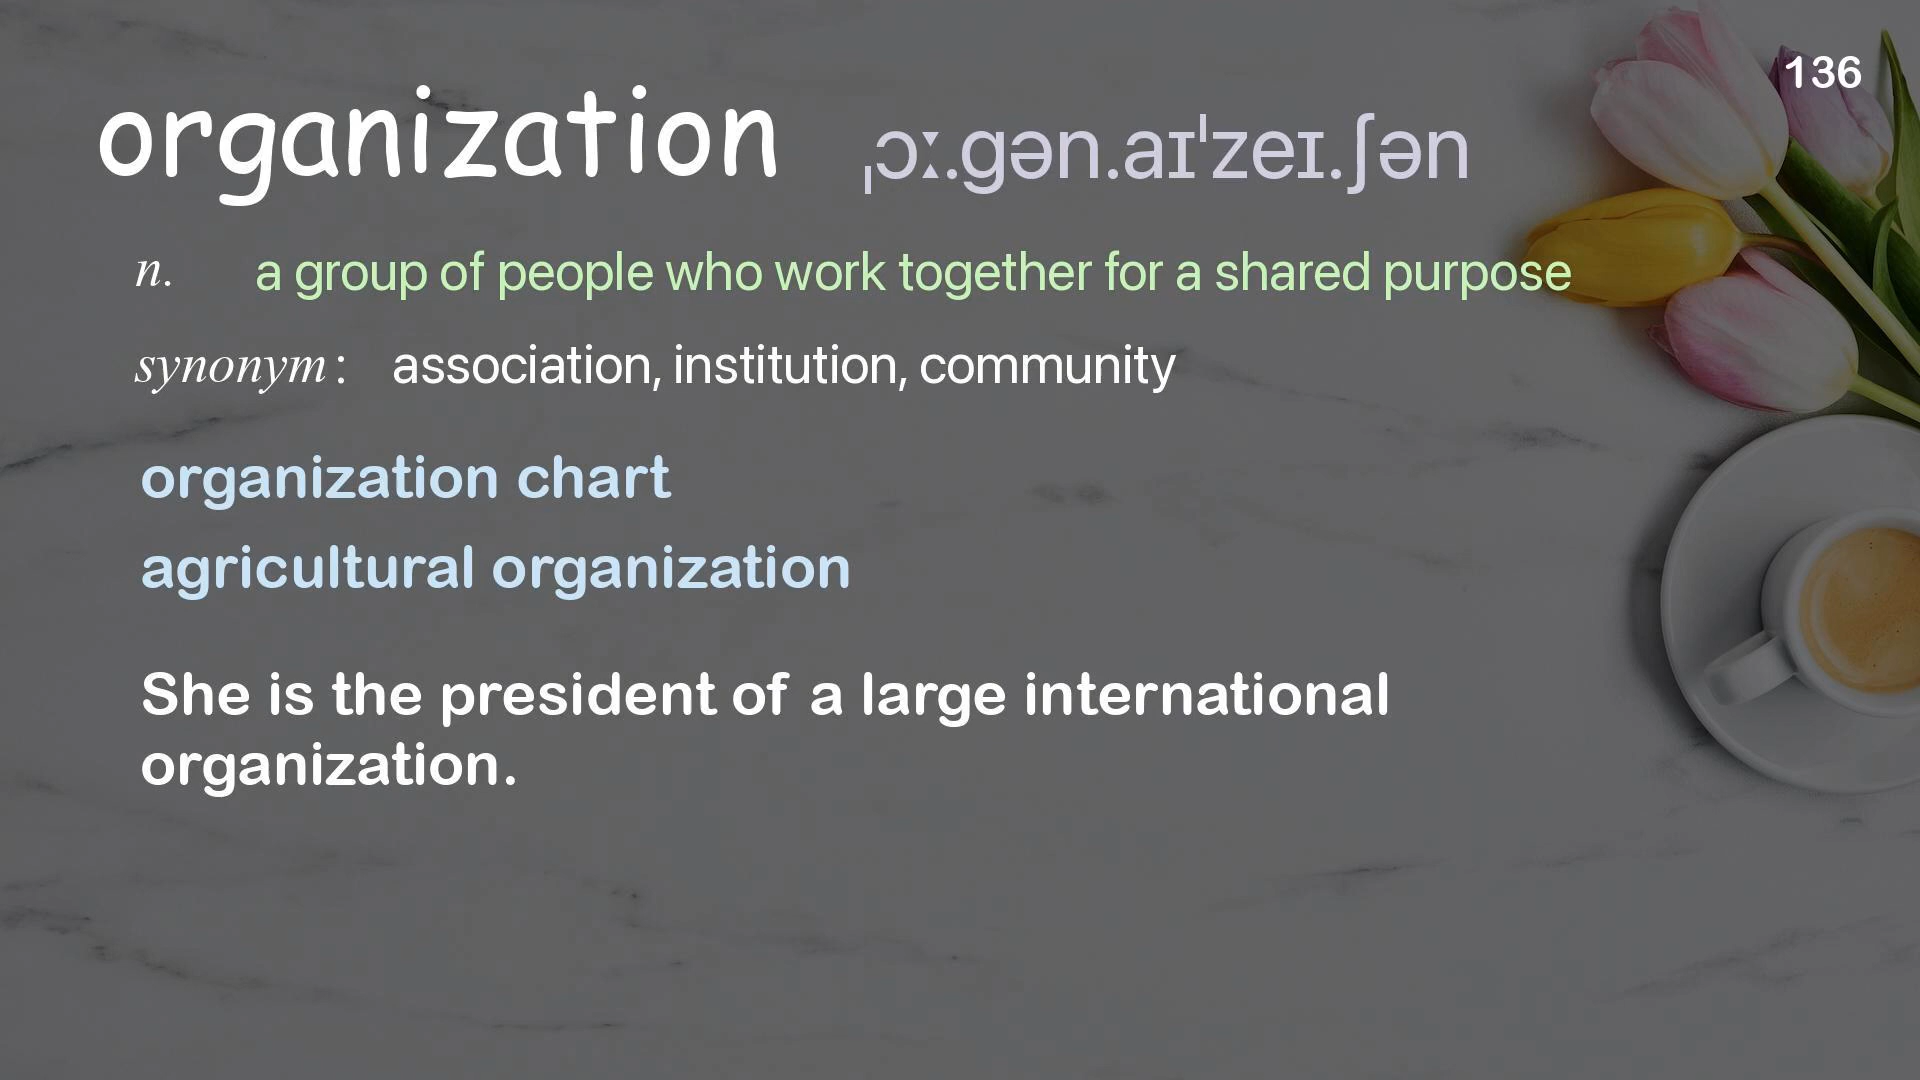 136
organization ˌɔː.gən.aɪˈzeɪ.ʃən
n. a group of people who work together for a shared purpose
synonym: association, institution, community
organization chart
agricultural organization
She is the president of a large international
organization.